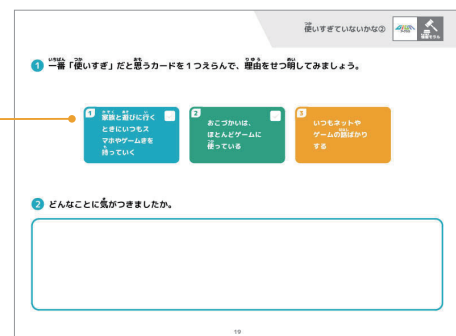 使いすぎていないかな②
1 一番「使いすぎ」だと思うカードを1つえらんで、理由をせつ明してみましょう。
1 家族と遊びに行く
ときにいつもス
マホやゲームきを
持っていく
2 おこづかいは、
ほとんどゲームに
使っている
3 いつもネットや
ゲームの話ばかり
する
2 どんなことに気がつきましたか。
19